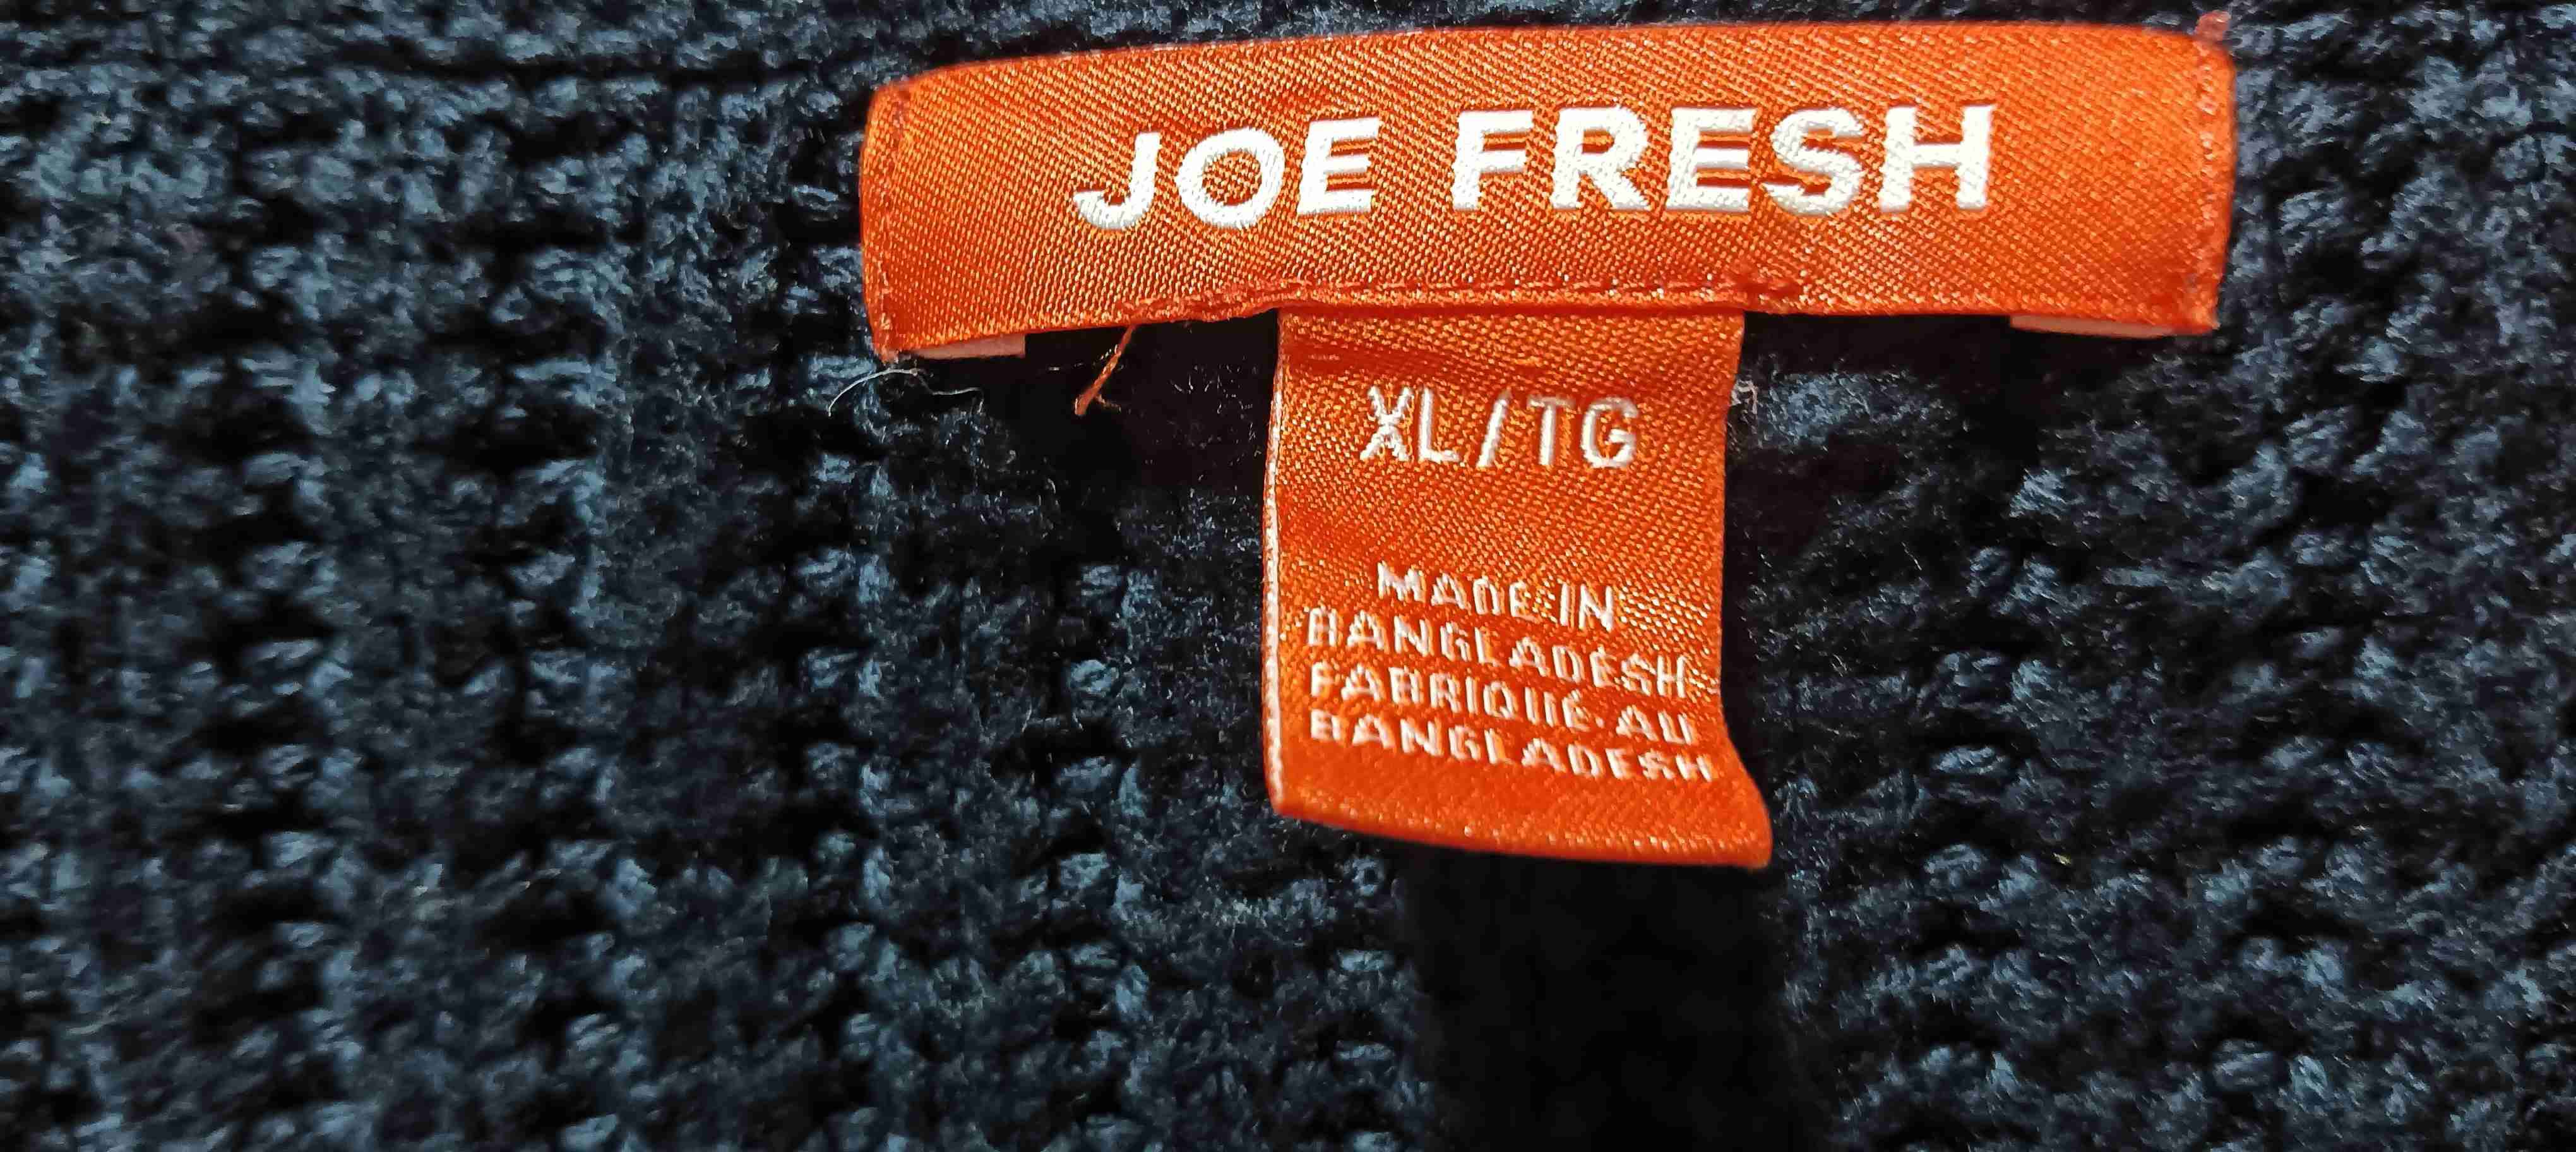 JOE FRESH
XL/TG
MADE IN
BANGLADESH
FABRIQUÉ AU
BANGLADESH